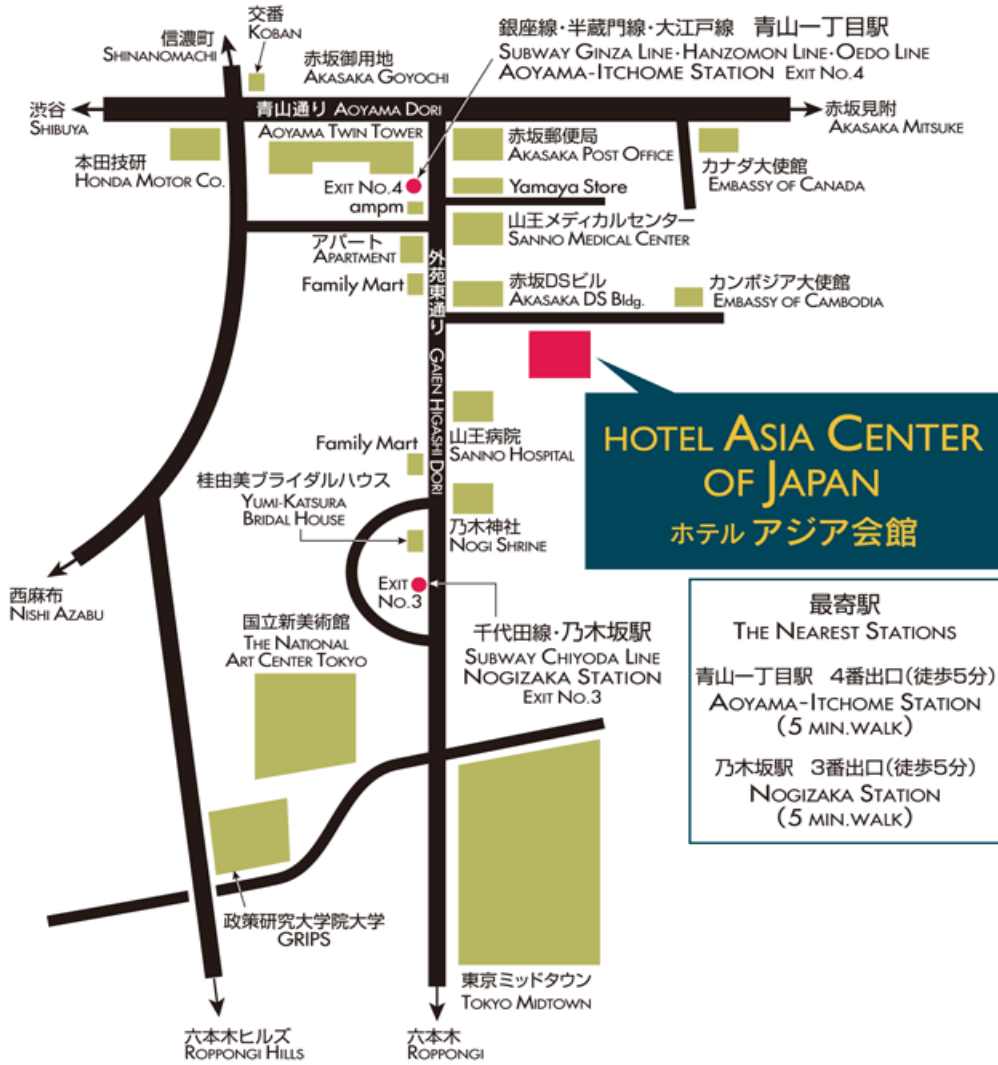 交番
KOBAN
信濃町
SHINANOMACHI
赤坂御用地
AKASAKA GOYOCHI
銀座線・半蔵門線・大江戸線 青山一丁目駅
SUBWAY GINZA LINE・HANZOMON LINE・OEDO LINE
AOYAMA-ITCHOME STATION EXIT NO.4
渋谷
SHIBUYA
青山通り AOYAMA DORI
赤坂見附
AKASAKA MITSUKE
本田技研
HONDA MOTOR CO.
AOYAMA TWIN TOWER
赤坂郵便局
AKASAKA POST OFFICE
カナダ大使館
EMBASSY OF CANADA
EXIT NO.4
ampm
Yamaya Store
山王メディカルセンター
SANNO MEDICAL CENTER
アパート
APARTMENT
Family Mart
外苑東通り GAIEN HIGASHI DORI
赤坂DSビル
AKASAKA DS Bldg.
カンボジア大使館
EMBASSY OF CAMBODIA
HOTEL ASIA CENTER
OF JAPAN
ホテル アジア会館
Family Mart
山王病院
SANNO HOSPITAL
桂由美ブライダルハウス
YUMI-KATSURA
BRIDAL HOUSE
乃木神社
NOGI SHRINE
EXIT
NO.3
西麻布
NISHI AZABU
国立新美術館
THE NATIONAL
ART CENTER TOKYO
千代田線・乃木坂駅
SUBWAY CHIYODA LINE
NOGIZAKA STATION
EXIT NO.3
最寄駅
THE NEAREST STATIONS
青山一丁目駅 4番出口(徒歩5分)
AOYAMA-ITCHOME STATION
(5 MIN.WALK)
乃木坂駅 3番出口(徒歩5分)
NOGIZAKA STATION
(5 MIN.WALK)
政策研究大学院大学
GRIPS
東京ミッドタウン
TOKYO MIDTOWN
六本木ヒルズ
ROPPONGI HILLS
六本木
ROPPONGI